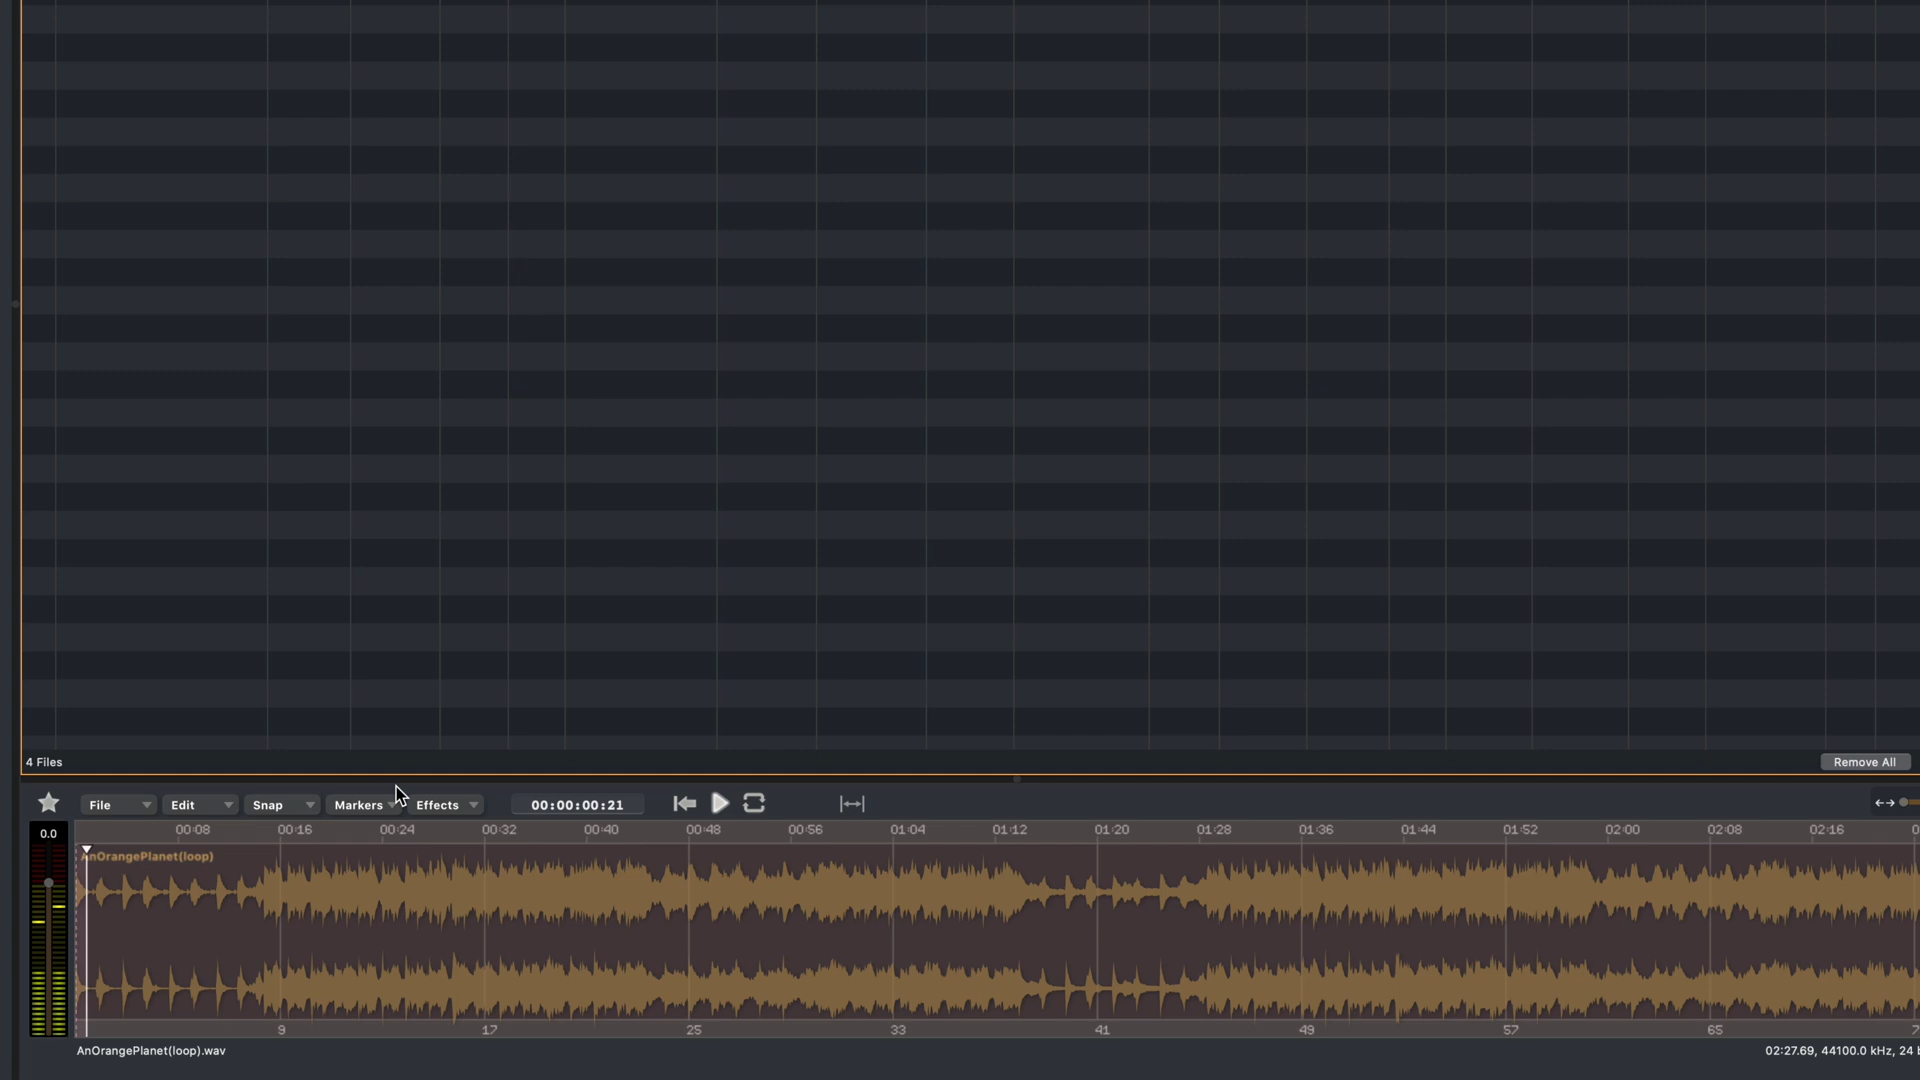 4 Files
Remove All
File Edit Snap Markers Effects 00:00:00:21
0.0
00:08 00:16 00:24 00:32 00:40 00:48 00:56 01:04 01:12 01:20 01:28 01:36 01:44 01:52 02:00 02:08 02:16
AnOrangePlanet(loop)
9 17 25 33 41 49 57 65
AnOrangePlanet(loop).wav
02:27.69, 44100.0 kHz, 24